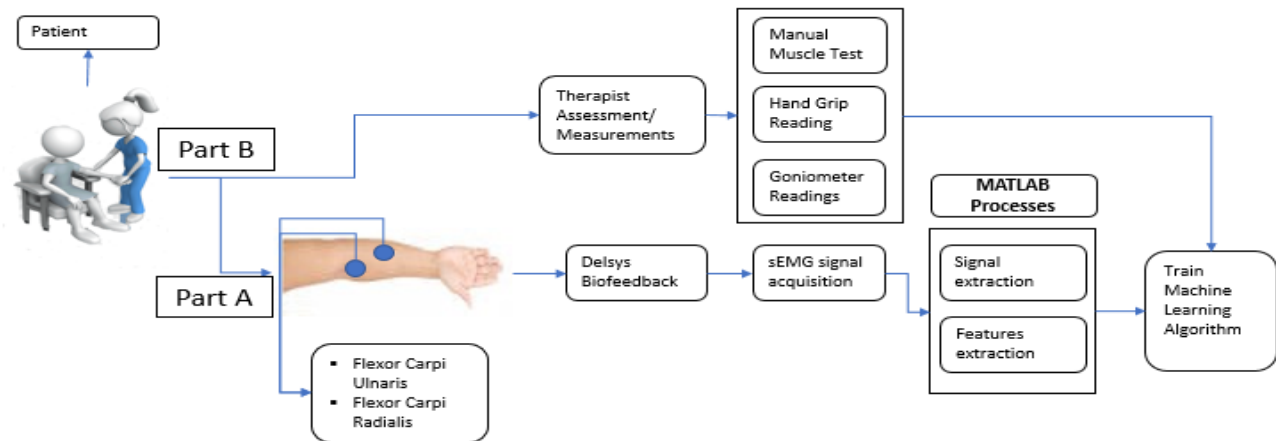 Patient
Part B
Therapist
Assessment/
Measurements
Manual
Muscle Test
Hand Grip
Reading
Goniometer
Readings
MATLAB
Processes
Part A
▪ Flexor Carpi
Ulnaris
▪ Flexor Carpi
Radialis
Delsys
Biofeedback
sEMG signal
acquisition
Signal
extraction
Features
extraction
Train
Machine
Learning
Algorithm